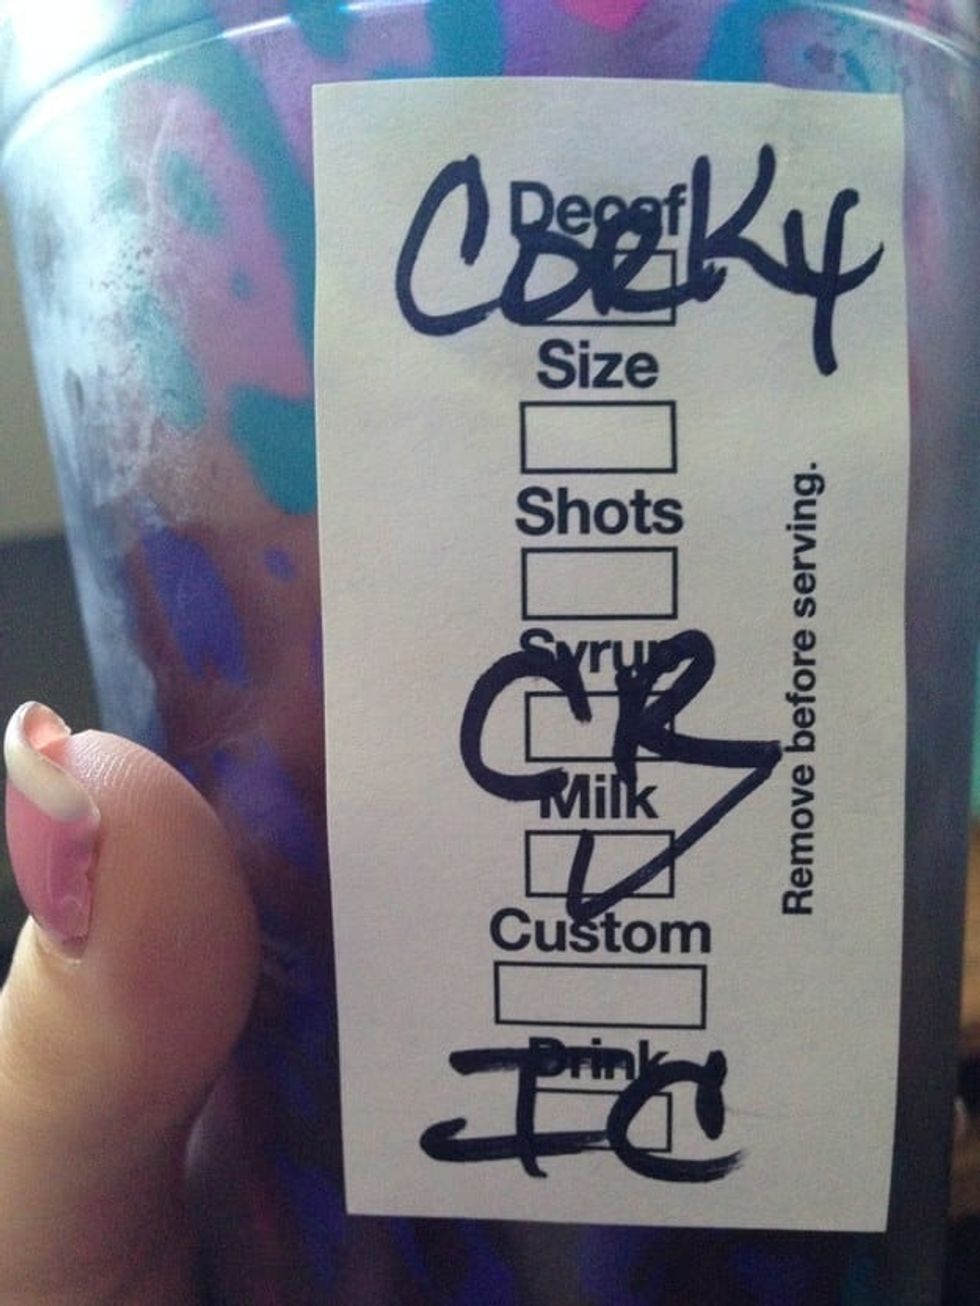 CORKY
Decaf
Size
Shots
Syrup
CR
Milk
Custom
Drink
IC
Remove before serving.